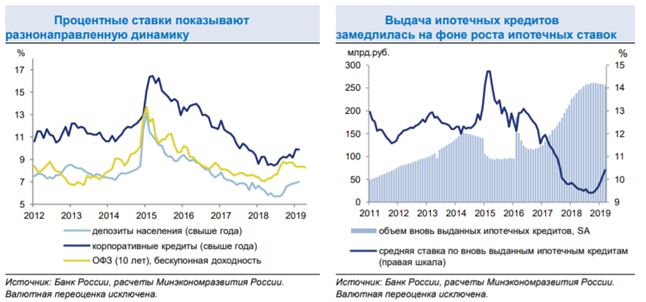 Процентные ставки показывают
разнонаправленную динамику
%
17
15
13
11
9
7
5
2012 2013 2014 2015 2016 2017 2018 2019
депозиты населения (свыше года)
корпоративные кредиты (свыше года)
ОФЗ (10 лет), бескупонная доходность
Источник: Банк России, расчеты Минэкономразвития России.
Валютная переоценка исключена.
Выдача ипотечных кредитов
замедлилась на фоне роста ипотечных ставок
млрд.руб. %
300 15
250 14
200 13
150 12
100 11
50 10
0 9
2011 2012 2013 2014 2015 2016 2017 2018 2019
объем вновь выданных ипотечных кредитов, SA
средняя ставка по вновь выданным ипотечным кредитам
(правая шкала)
Источник: Банк России, расчеты Минэкономразвития России.
Валютная переоценка исключена.